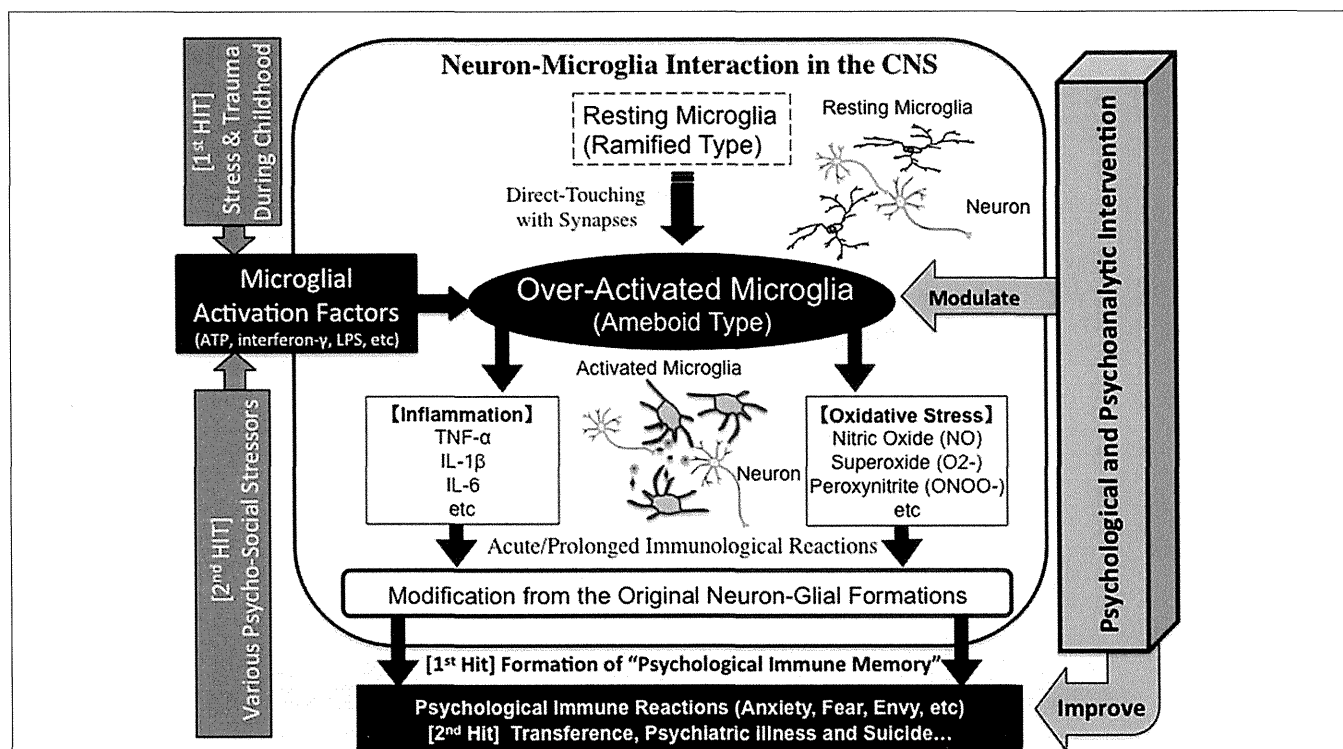 Neuron-Microglia Interaction in the CNS
[1st HIT]
Stress & Trauma
During Childhood
Resting Microglia
(Ramified Type)
Resting Microglia
Neuron
Direct-Touching
with Synapses
Microglial
Activation Factors
(ATP, interferon-γ, LPS, etc)
Over-Activated Microglia
(Ameboid Type)
Modulate
Psychological and Psychoanalytic Intervention
[2nd HIT]
Various Psycho-Social Stressors
Activated Microglia
Neuron
【Inflammation】
TNF-α
IL-1β
IL-6
etc
【Oxidative Stress】
Nitric Oxide (NO)
Superoxide (O2-)
Peroxynitrite (ONOO-)
etc
Acute/Prolonged Immunological Reactions
Modification from the Original Neuron-Glial Formations
[1st Hit] Formation of “Psychological Immune Memory”
Psychological Immune Reactions (Anxiety, Fear, Envy, etc)
[2nd Hit] Transference, Psychiatric illness and Suicide...
Improve